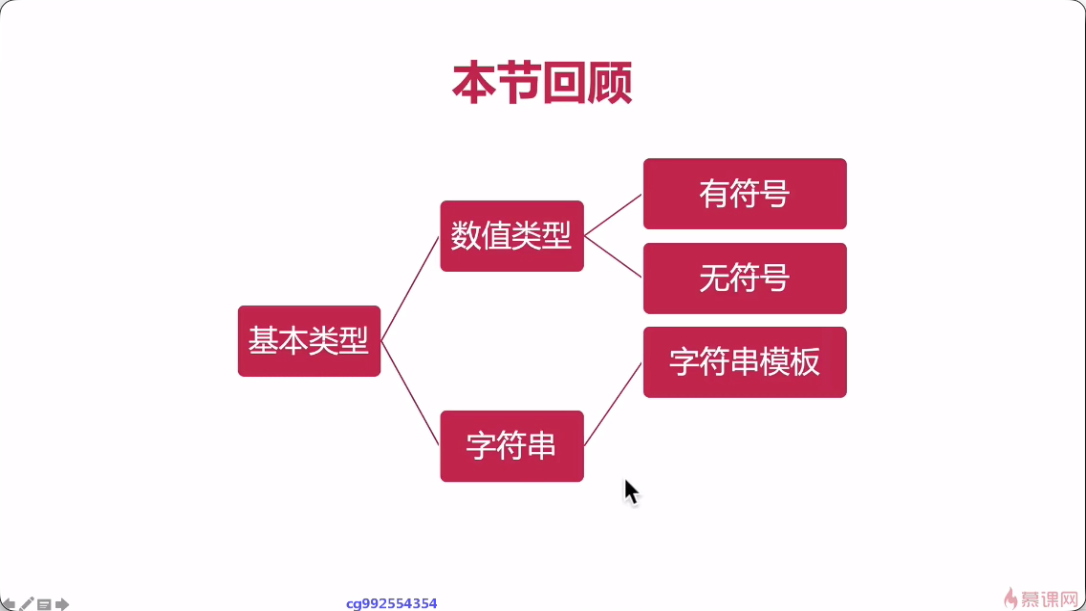 本节回顾
有符号
数值类型
无符号
基本类型
字符串模板
字符串
cg992554354
慕课网